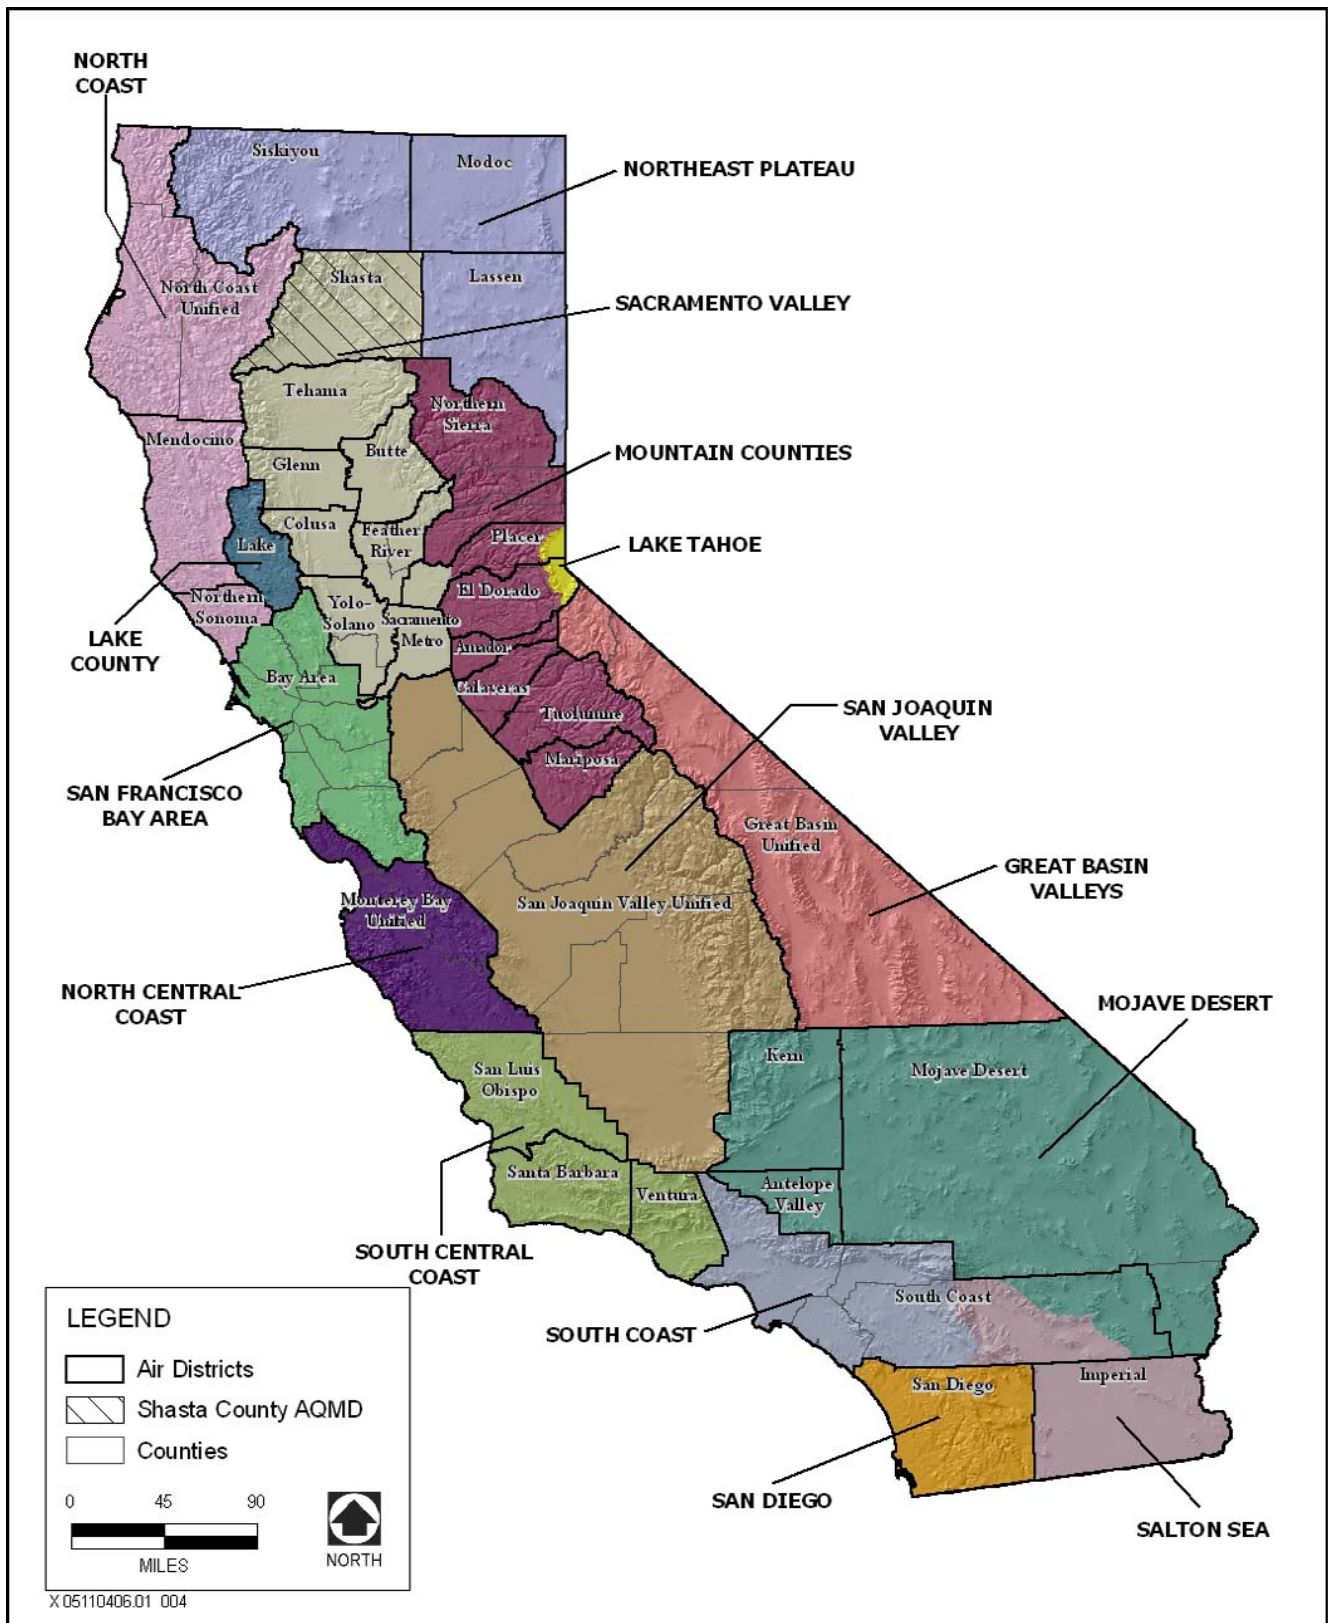 NORTH
COAST
Siskiyou
Modoc
NORTHEAST PLATEAU
Shasta
Lassen
North Coast
Unified
SACRAMENTO VALLEY
Tehama
Northern
Sierra
Mendocino
Butte
MOUNTAIN COUNTIES
Glenn
Colusa
Feather
River
Placer
Lake
LAKE TAHOE
El Dorado
Northern
Sonoma
Yolo-
Solano
Sacramento
Metro
LAKE
COUNTY
Amador
Bay Area
Calaveras
SAN JOAQUIN
VALLEY
Tuolumne
Mariposa
SAN FRANCISCO
BAY AREA
Great Basin
Unified
GREAT BASIN
VALLEYS
Monterey Bay
Unified
San Joaquin Valley Unified
NORTH CENTRAL
COAST
MOJAVE DESERT
Kern
Mojave Desert
San Luis
Obispo
Santa Barbara
Ventura
Antelope
Valley
SOUTH CENTRAL
COAST
South Coast
SOUTH COAST
San Diego
Imperial
SAN DIEGO
SALTON SEA
LEGEND
Air Districts
Shasta County AQMD
Counties
0 45 90
MILES
NORTH
X 05110406.01 004